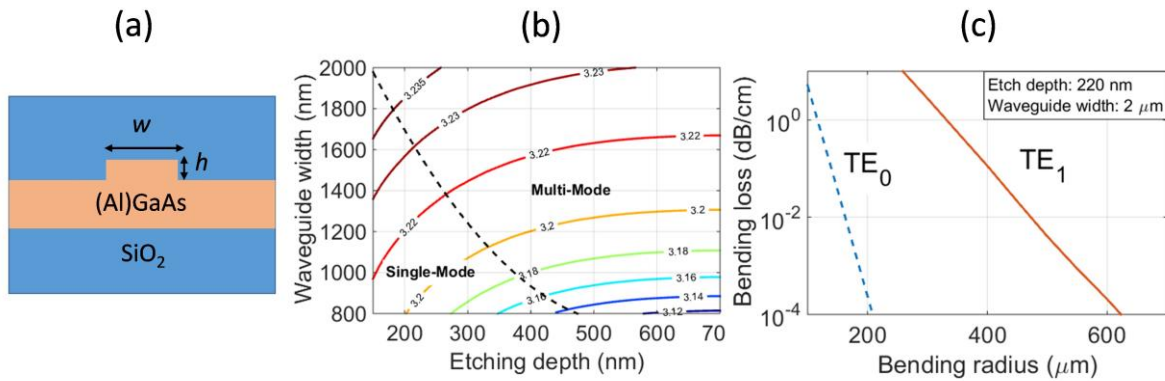 (a)
(b)
(c)
w
h
(Al)GaAs
SiO2
Waveguide width (nm)
2000
1800
1600
1400
1200
1000
800
3.235
3.23
3.23
3.22
3.22
3.22
3.2
3.2
3.2
3.18
3.18
3.16
3.16
3.14
3.12
Multi-Mode
Single-Mode
200
300
400
500
600
70
Etching depth (nm)
Bending loss (dB/cm)
10^0
10^-2
10^-4
Etch depth: 220 nm
Waveguide width: 2 μm
TE0
TE1
200
400
600
Bending radius (μm)